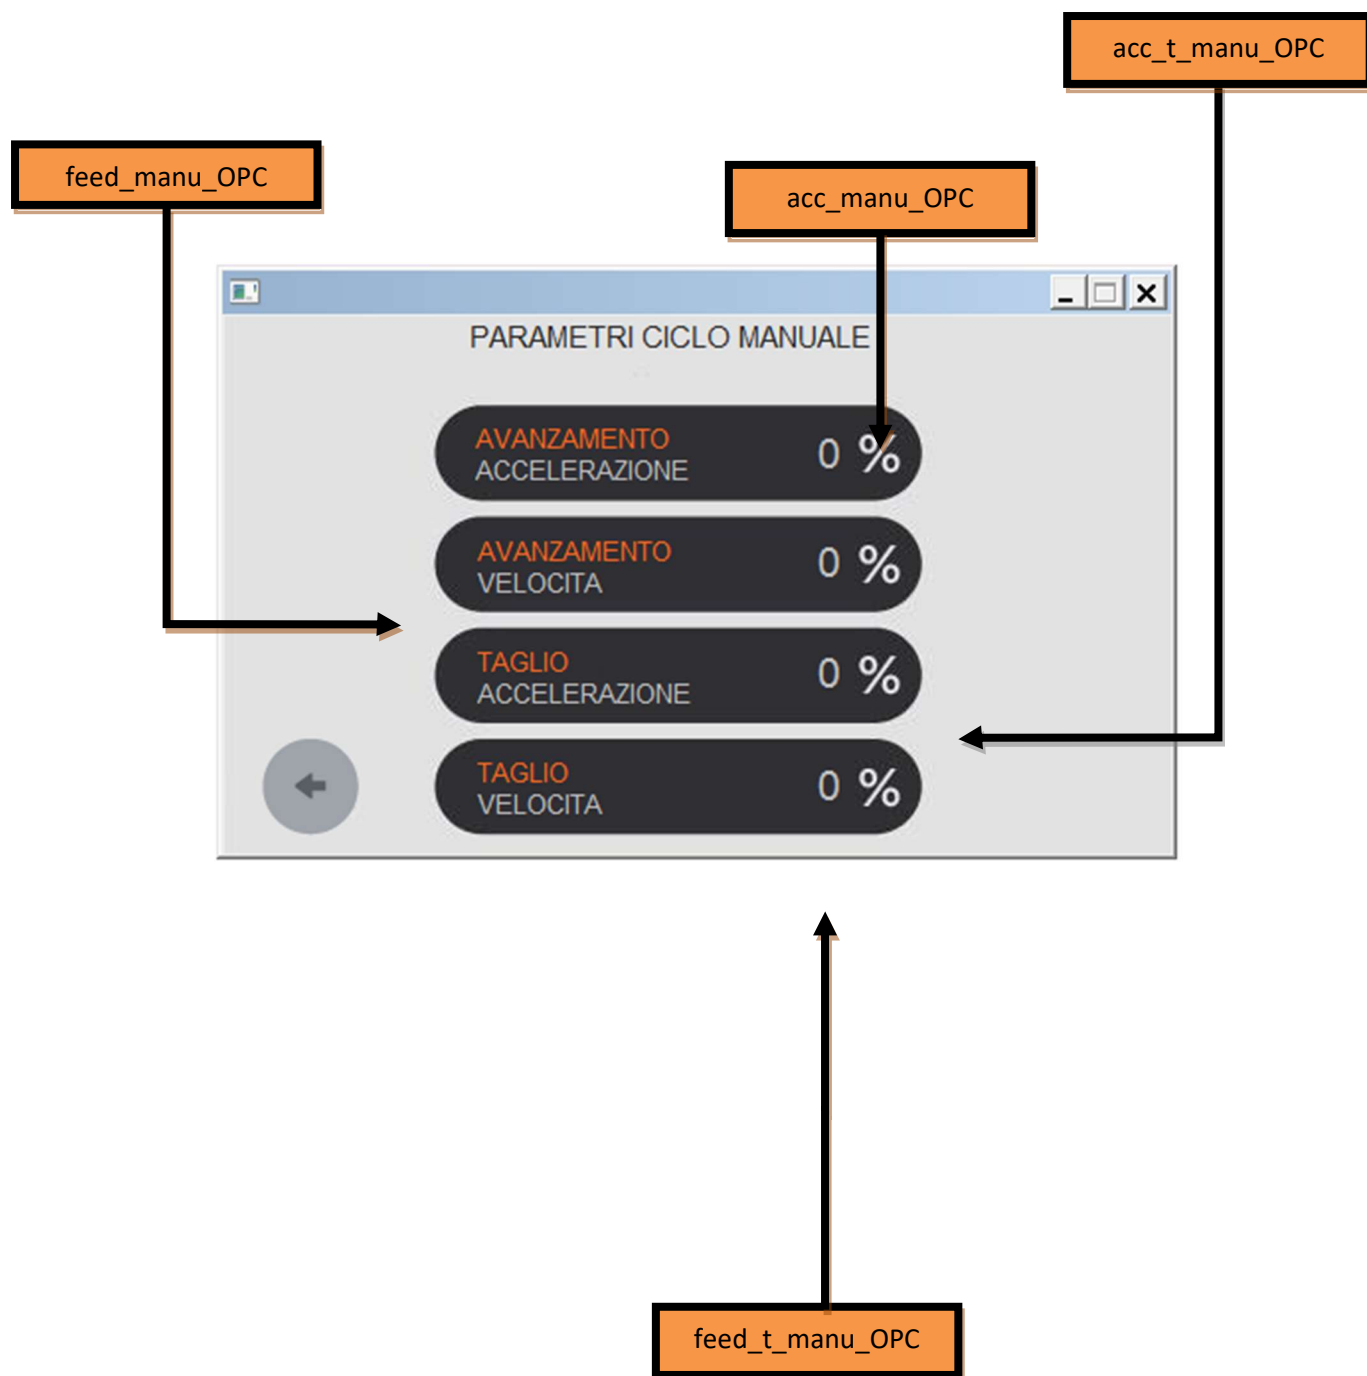 acc_t_manu_OPC
feed_manu_OPC
acc_manu_OPC
PARAMETRI CICLO MANUALE
AVANZAMENTO
ACCELERAZIONE
0 %
AVANZAMENTO
VELOCITA
0 %
TAGLIO
ACCELERAZIONE
0 %
TAGLIO
VELOCITA
0 %
feed_t_manu_OPC